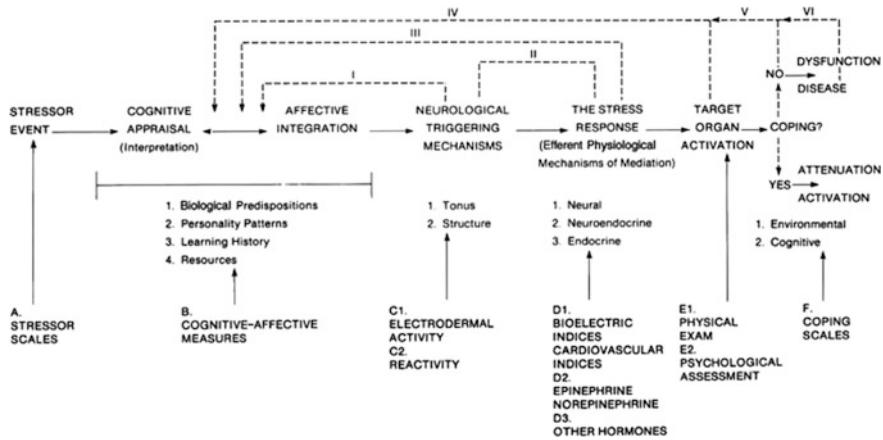 IV
V
VI
III
II
I
NO
DYSFUNCTION
DISEASE
STRESSOR
EVENT
COGNITIVE
APPRAISAL
(Interpretation)
AFFECTIVE
INTEGRATION
NEUROLOGICAL
TRIGGERING
MECHANISMS
THE STRESS
RESPONSE
(Efferent Physiological
Mechanisms of Mediation)
TARGET
ORGAN
ACTIVATION
COPING?
YES
ATTENUATION
ACTIVATION
1. Biological Predispositions
2. Personality Patterns
3. Learning History
4. Resources
1. Tonus
2. Structure
1. Neural
2. Neuroendocrine
3. Endocrine
1. Environmental
2. Cognitive
A.
STRESSOR
SCALES
B.
COGNITIVE-AFFECTIVE
MEASURES
C1.
ELECTRODERMAL
ACTIVITY
C2.
REACTIVITY
D1.
BIOELECTRIC
INDICES
CARDIOVASCULAR
INDICES
D2.
EPINEPHRINE
NOREPINEPHRINE
D3.
OTHER HORMONES
E1.
PHYSICAL
EXAM
E2.
PSYCHOLOGICAL
ASSESSMENT
F.
COPING
SCALES